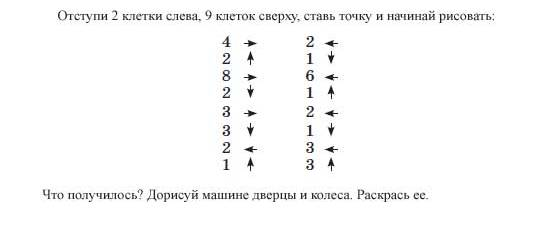 Отступи 2 клетки слева, 9 клеток сверху, ставь точку и начинай рисовать:
4 → 2 ←
2 ↑ 1 ↓
8 → 6 ←
2 ↓ 1 ↑
3 → 2 ←
3 ↓ 1 ↓
2 ← 3 ←
1 ↑ 3 ↑
Что получилось? Дорисуй машине дверцы и колеса. Раскрась ее.